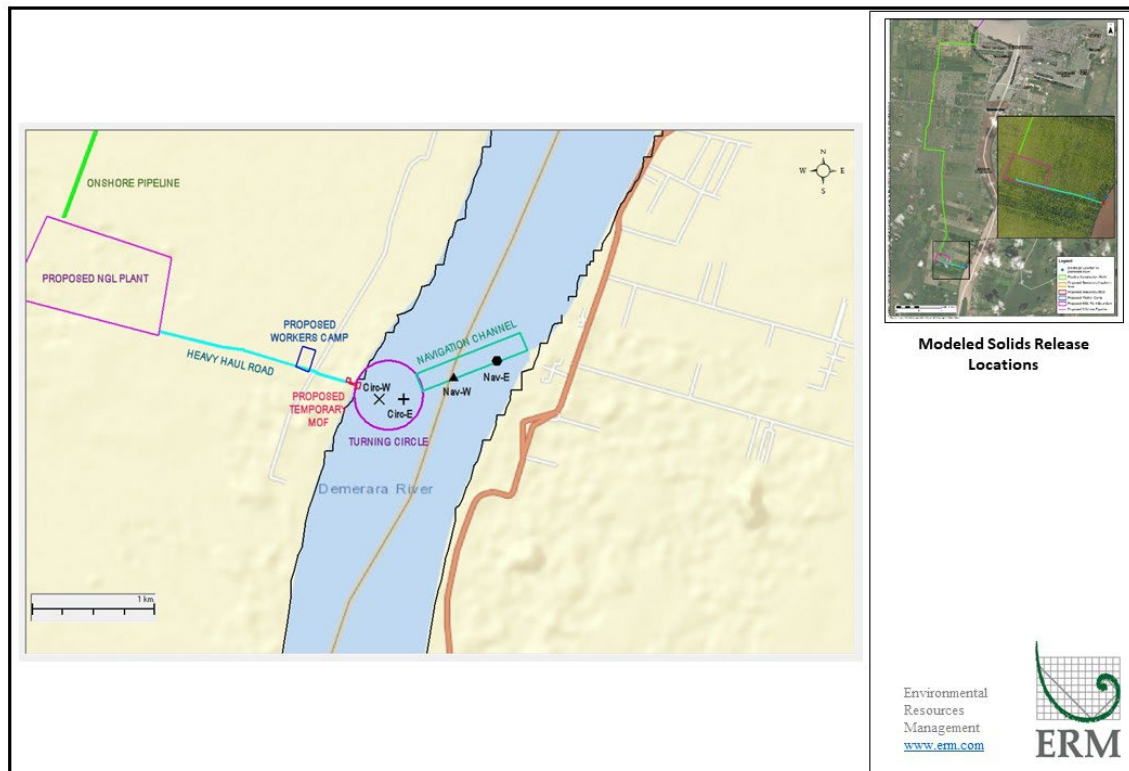 ONSHORE PIPELINE
PROPOSED NGL PLANT
PROPOSED
WORKERS CAMP
HEAVY HAUL ROAD
PROPOSED
TEMPORARY
MOF
NAVIGATION CHANNEL
Nav-E
Nav-W
Circ-W
Circ-E
TURNING CIRCLE
Demerara River
1 km
N
W
E
S
Legend
Modeled Solids Release
Locations
Environmental
Resources
Management
www.erm.com
ERM